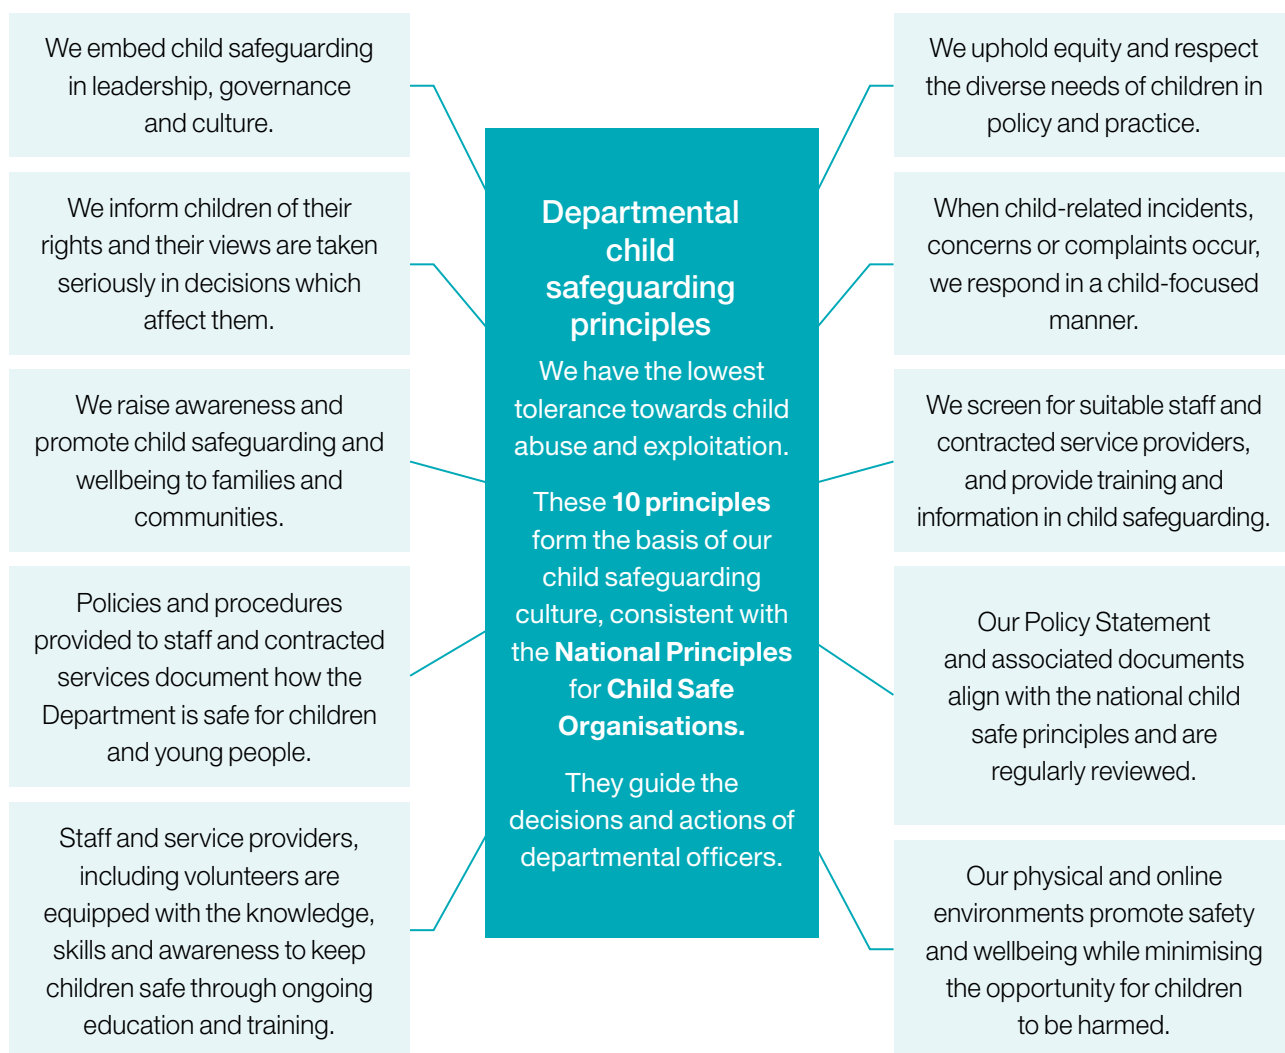 We embed child safeguarding
in leadership, governance
and culture.
We inform children of their
rights and their views are taken
seriously in decisions which
affect them.
We raise awareness and
promote child safeguarding and
wellbeing to families and
communities.
Policies and procedures
provided to staff and contracted
services document how the
Department is safe for children
and young people.
Staff and service providers,
including volunteers are
equipped with the knowledge,
skills and awareness to keep
children safe through ongoing
education and training.
Departmental
child
safeguarding
principles
We have the lowest
tolerance towards child
abuse and exploitation.
These 10 principles
form the basis of our
child safeguarding
culture, consistent with
the National Principles
for Child Safe
Organisations.
They guide the
decisions and actions of
departmental officers.
We uphold equity and respect
the diverse needs of children in
policy and practice.
When child-related incidents,
concerns or complaints occur,
we respond in a child-focused
manner.
We screen for suitable staff and
contracted service providers,
and provide training and
information in child safeguarding.
Our Policy Statement
and associated documents
align with the national child
safe principles and are
regularly reviewed.
Our physical and online
environments promote safety
and wellbeing while minimising
the opportunity for children
to be harmed.